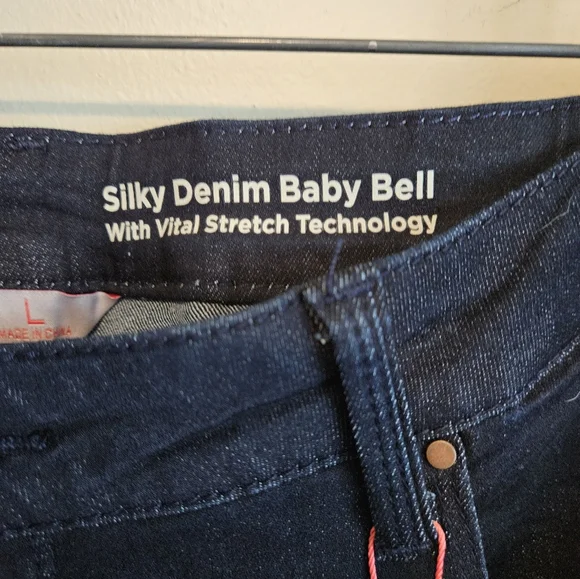 Silky Denim Baby Bell
With Vital Stretch Technology
L
MADE IN CHINA